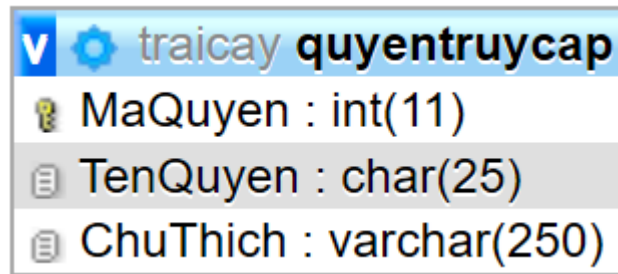 v traicay quyentruycap
MaQuyen : int(11)
TenQuyen : char(25)
ChuThich : varchar(250)